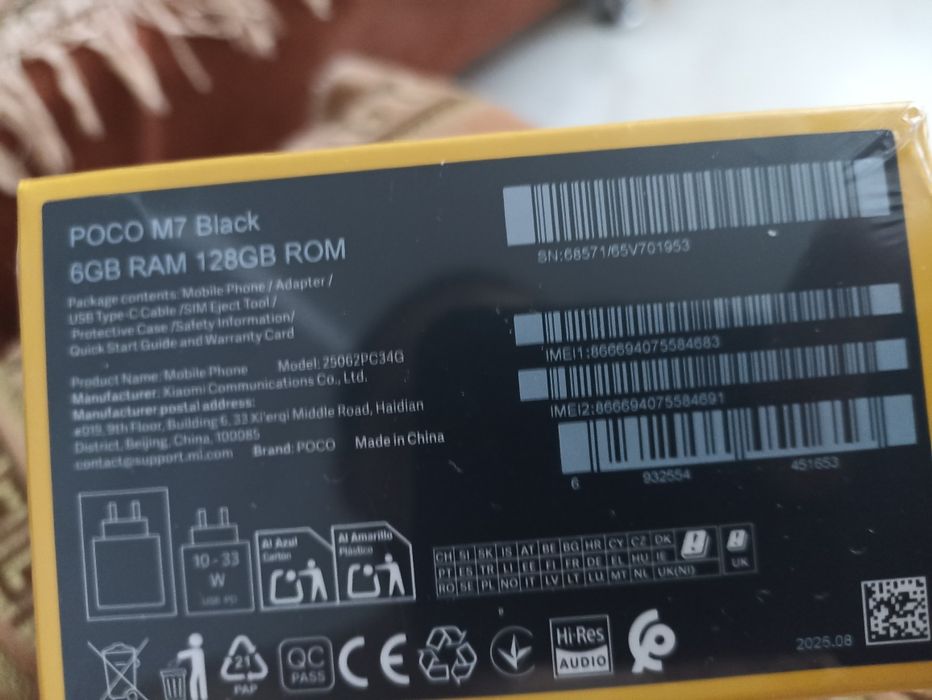 POCO M7 Black
6GB RAM 128GB ROM
Package contents: Mobile Phone / Adapter /
USB Type-C Cable /SIM Eject Tool /
Protective Case /Safety Information/
Quick Start Guide and Warranty Card
Product Name: Mobile Phone Model: 25062PC34G
Manufacturer: Xiaomi Communications Co., Ltd.
Manufacturer postal address:
#019, 9th Floor, Building 6, 33 Xi'erqi Middle Road, Haidian
District, Beijing, China, 100085
contact@support.mi.com Brand: POCO Made in China
SN:68571/65V701953
IMEI1:866694075584683
IMEI2:866694075584691
6 932554 451653
10 - 33
W
USB PD
Al Azul
Carton
Al Amarillo
Plástico
CH SI SK IS AT BE BG HR CY CZ DK
PT ES TR LI EE FI FR DE EL HU IE
RO SE PL NO IT LV LT LU MT NL UK(NI)
UK
21
PAP
QC
PASS
CE
Hi-Res
AUDIO
2025.08